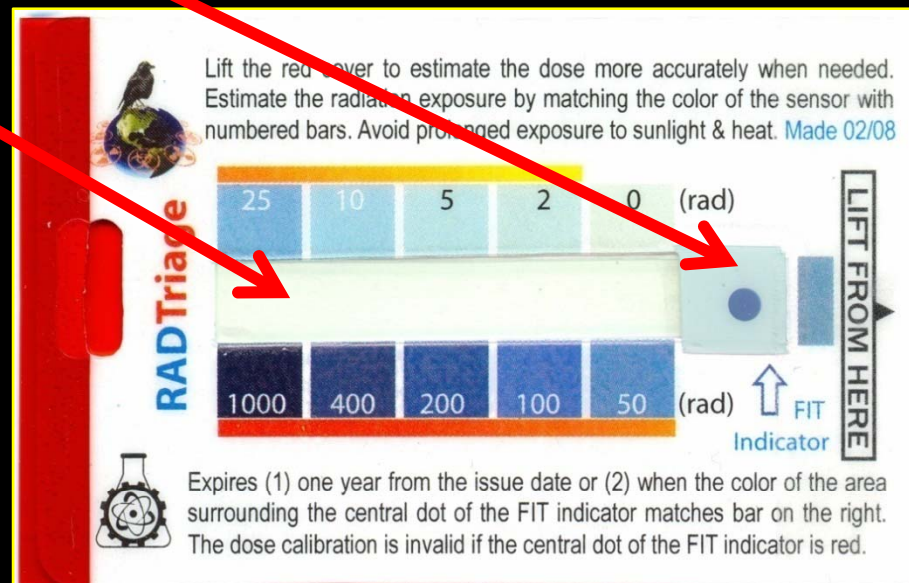 Lift the red cover to estimate the dose more accurately when needed.
Estimate the radiation exposure by matching the color of the sensor with
numbered bars. Avoid prolonged exposure to sunlight & heat. Made 02/08
RADTriage
25 10 5 2 0 (rad)
1000 400 200 100 50 (rad)
FIT
Indicator
LIFT FROM HERE
Expires (1) one year from the issue date or (2) when the color of the area
surrounding the central dot of the FIT indicator matches bar on the right.
The dose calibration is invalid if the central dot of the FIT indicator is red.